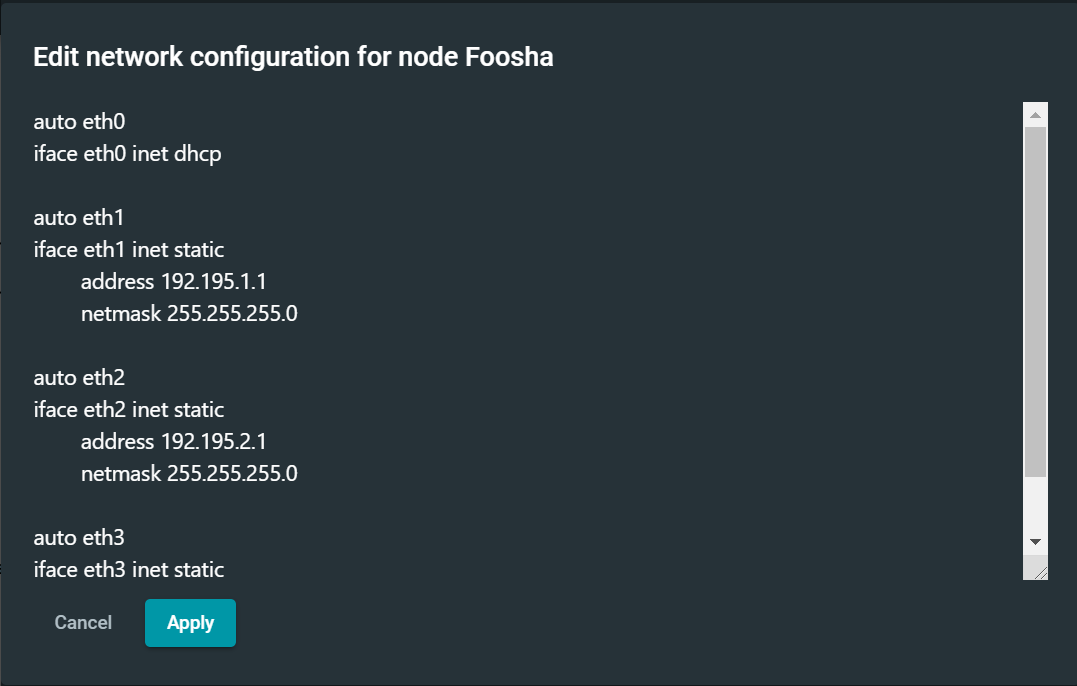 Edit network configuration for node Foosha
auto eth0
iface eth0 inet dhcp
auto eth1
iface eth1 inet static
address 192.195.1.1
netmask 255.255.255.0
auto eth2
iface eth2 inet static
address 192.195.2.1
netmask 255.255.255.0
auto eth3
iface eth3 inet static
Cancel
Apply